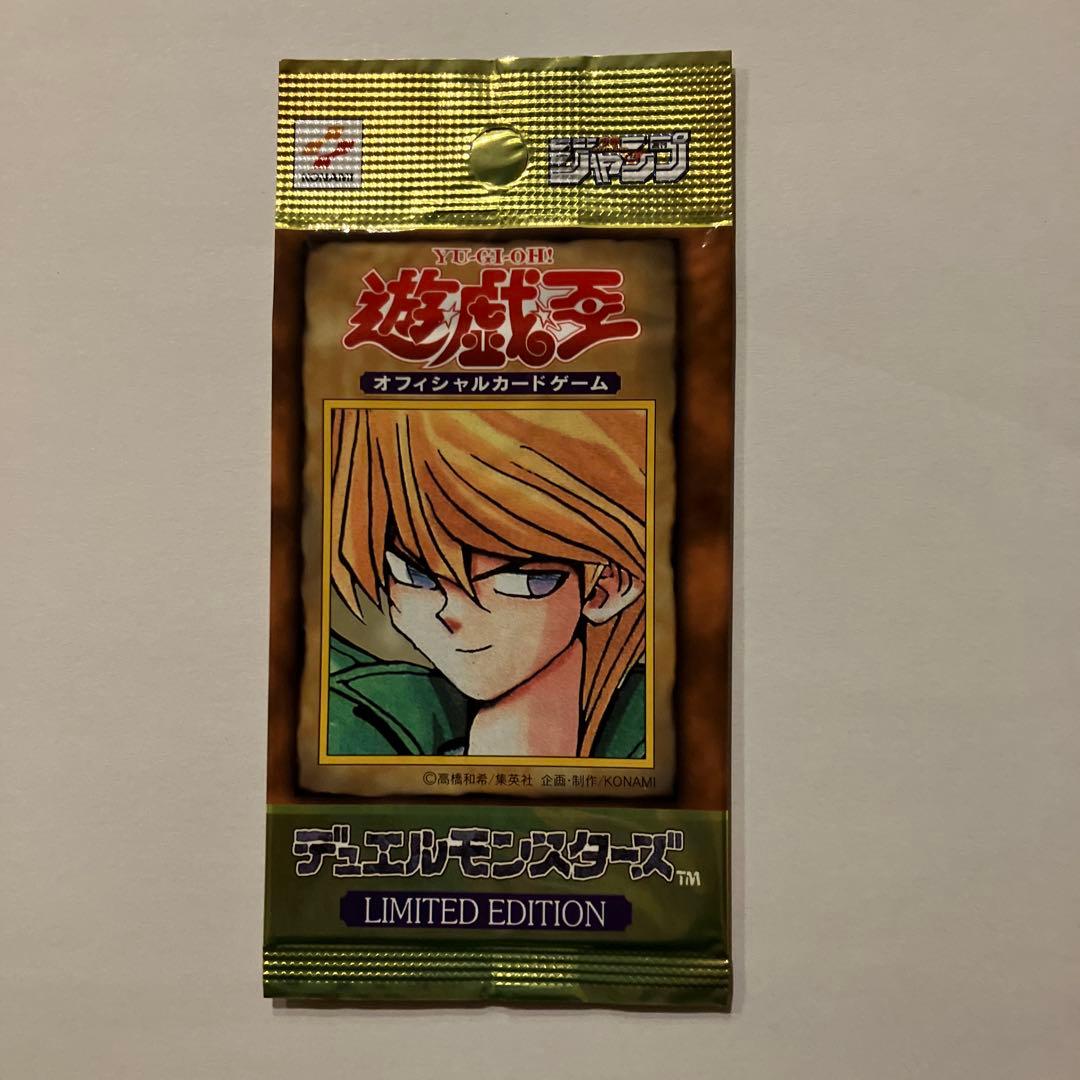 KONAMI
ジャンプ
YU-GI-OH!
遊戯王
オフィシャルカードゲーム
©高橋和希/集英社 企画・制作/KONAMI
デュエルモンスターズ™
LIMITED EDITION